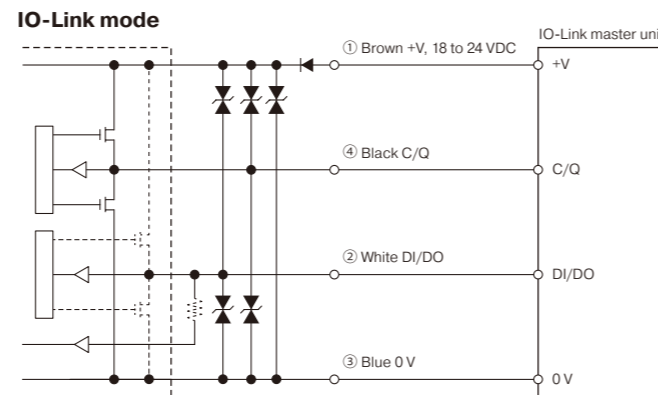 IO-Link mode
IO-Link master uni
① Brown +V, 18 to 24 VDC
+V
④ Black C/Q
C/Q
② White DI/DO
DI/DO
③ Blue 0 V
0 V